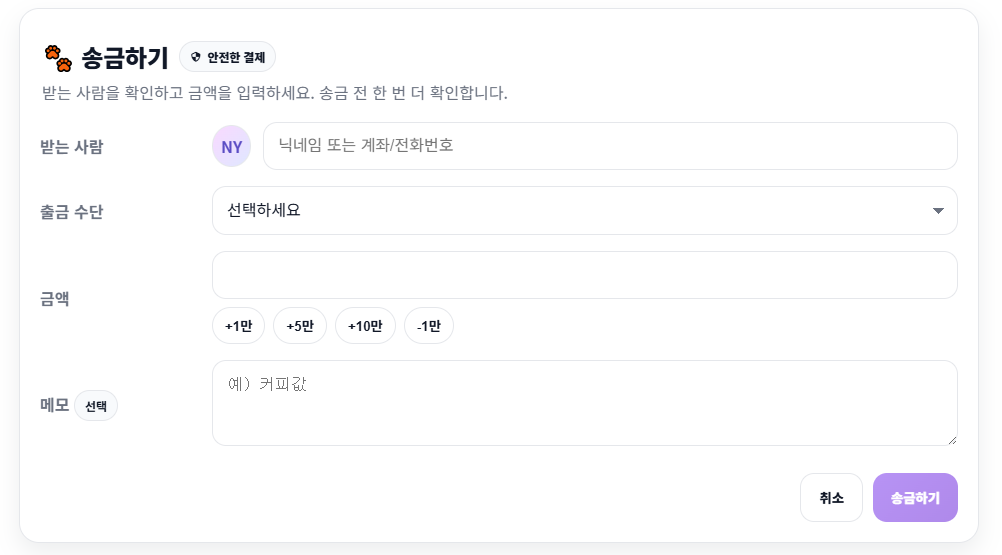 송금하기 안전한 결제
받는 사람을 확인하고 금액을 입력하세요. 송금 전 한 번 더 확인합니다.
받는 사람 NY 닉네임 또는 계좌/전화번호
출금 수단 선택하세요
금액
+1만 +5만 +10만 -1만
예) 커피값
메모 선택
취소 송금하기